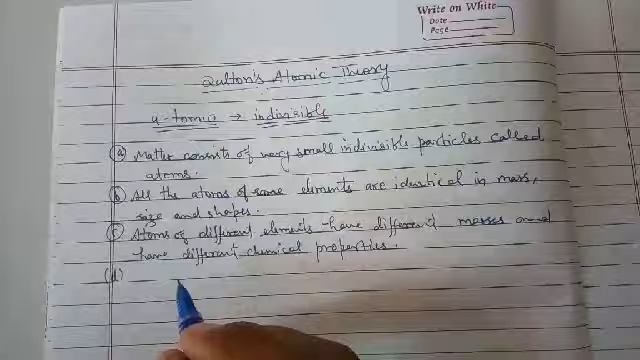 Write on White
Date
Page
Dalton's Atomic Theory
a-tomio → indivisible
(a) Matter consists of very small indivisible particles called
atoms.
(b) All the atoms of same elements are identical in mass,
size and shapes.
(c) Atoms of different elements have different masses and
have different chemical properties.
(d)